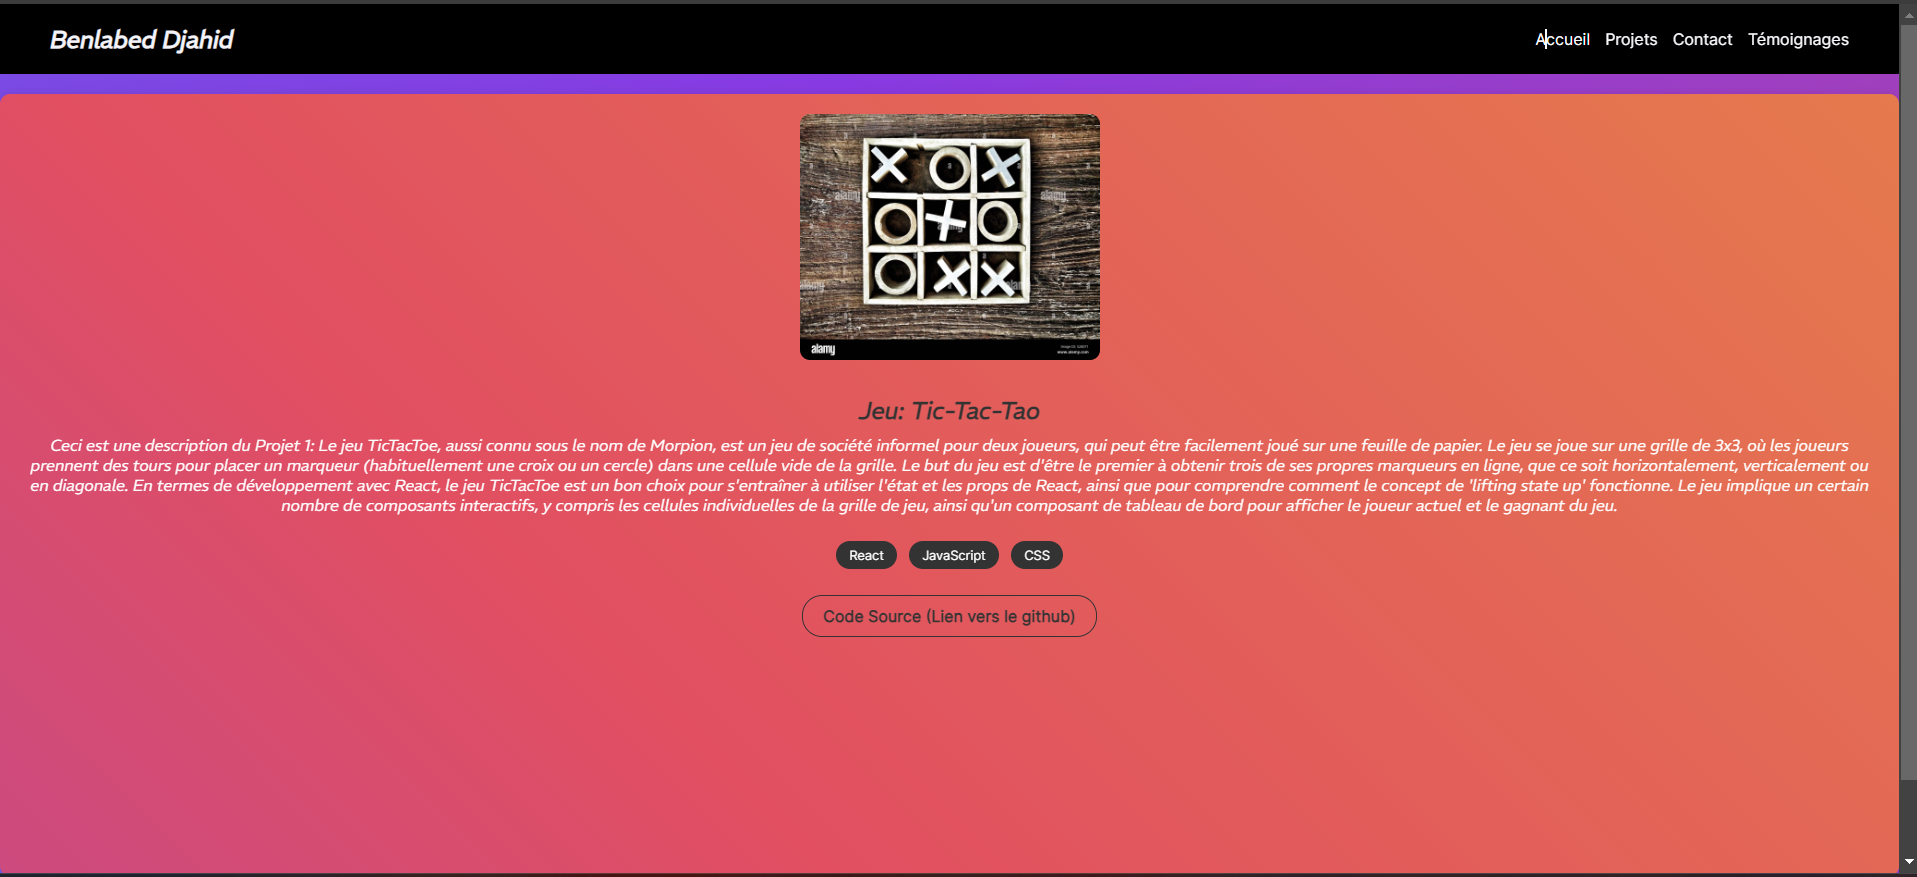 Benlabed Djahid
Accueil Projets Contact Témoignages
alamy
alamy
alamy
alamy
alamy
alamy
www.alamy.com
Jeu: Tic-Tac-Tao
Ceci est une description du Projet 1: Le jeu TicTacToe, aussi connu sous le nom de Morpion, est un jeu de société informel pour deux joueurs, qui peut être facilement joué sur une feuille de papier. Le jeu se joue sur une grille de 3x3, où les joueurs
prennent des tours pour placer un marqueur (habituellement une croix ou un cercle) dans une cellule vide de la grille. Le but du jeu est d'être le premier à obtenir trois de ses propres marqueurs en ligne, que ce soit horizontalement, verticalement ou
en diagonale. En termes de développement avec React, le jeu TicTacToe est un bon choix pour s'entraîner à utiliser l'état et les props de React, ainsi que pour comprendre comment le concept de 'lifting state up' fonctionne. Le jeu implique un certain
nombre de composants interactifs, y compris les cellules individuelles de la grille de jeu, ainsi qu'un composant de tableau de bord pour afficher le joueur actuel et le gagnant du jeu.
React JavaScript CSS
Code Source (Lien vers le github)